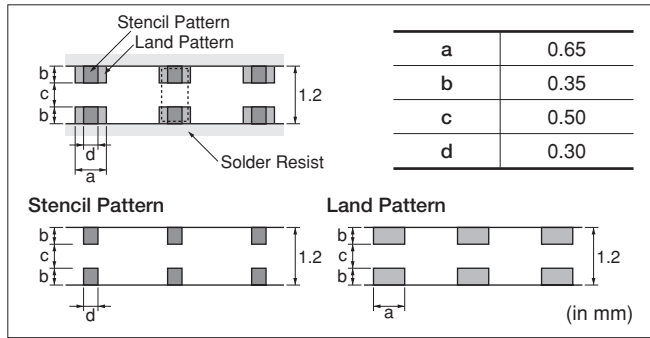 Stencil Pattern
Land Pattern
b
c
b
1.2
d
a
Solder Resist
a 0.65
b 0.35
c 0.50
d 0.30
Stencil Pattern
b
c
b
1.2
d
Land Pattern
b
c
b
1.2
a
(in mm)